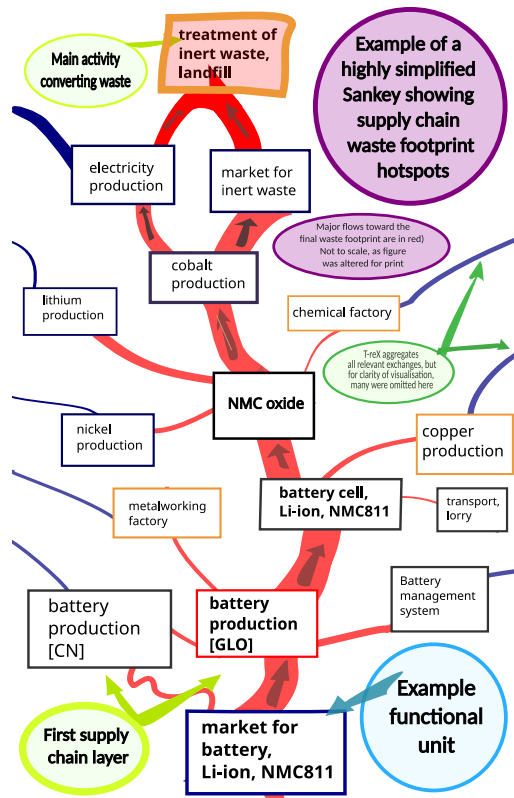 Main activity
converting waste
treatment of
inert waste,
landfill
Example of a
highly simplified
Sankey showing
supply chain
waste footprint
hotspots
electricity
production
market for
inert waste
Major flows toward the
final waste footprint are in red)
Not to scale, as figure
was altered for print
cobalt
production
lithium
production
chemical factory
T-reX aggregates
all relevant exchanges, but
for clarity of visualisation,
many were omitted here
NMC oxide
nickel
production
copper
production
metalworking
factory
battery cell,
Li-ion, NMC811
transport,
lorry
battery
production
[CN]
battery
production
[GLO]
Battery
management
system
First supply
chain layer
market for
battery,
Li-ion, NMC811
Example
functional
unit